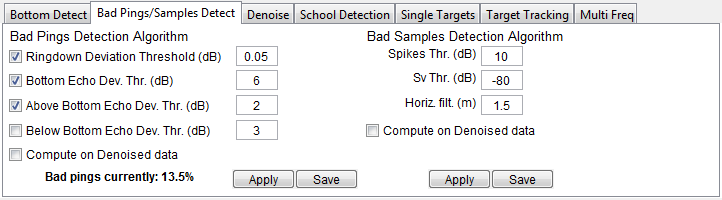 Bottom Detect Bad Pings/Samples Detect Denoise School Detection Single Targets Target Tracking Multi Freq
Bad Pings Detection Algorithm
Ringdown Deviation Threshold (dB) 0.05
Bottom Echo Dev. Thr. (dB) 6
Above Bottom Echo Dev. Thr. (dB) 2
Below Bottom Echo Dev. Thr. (dB) 3
Compute on Denoised data
Bad pings currently: 13.5% Apply Save
Bad Samples Detection Algorithm
Spikes Thr. (dB) 10
Sv Thr. (dB) -80
Horiz. filt. (m) 1.5
Compute on Denoised data
Apply Save